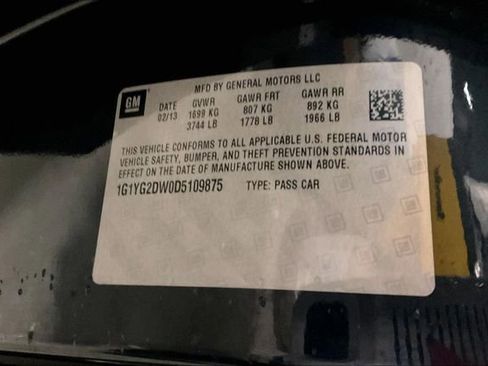 MFD BY GENERAL MOTORS LLC
GM
DATE GVWR GAWR FRT GAWR RR
02/13 1699 KG 807 KG 892 KG
3744 LB 1778 LB 1966 LB
THIS VEHICLE CONFORMS TO ALL APPLICABLE U.S. FEDERAL MOTOR
VEHICLE SAFETY, BUMPER, AND THEFT PREVENTION STANDARDS IN
EFFECT ON THE DATE OF MANUFACTURE SHOWN ABOVE.
1G1YG2DW0D5109875 TYPE: PASS CAR